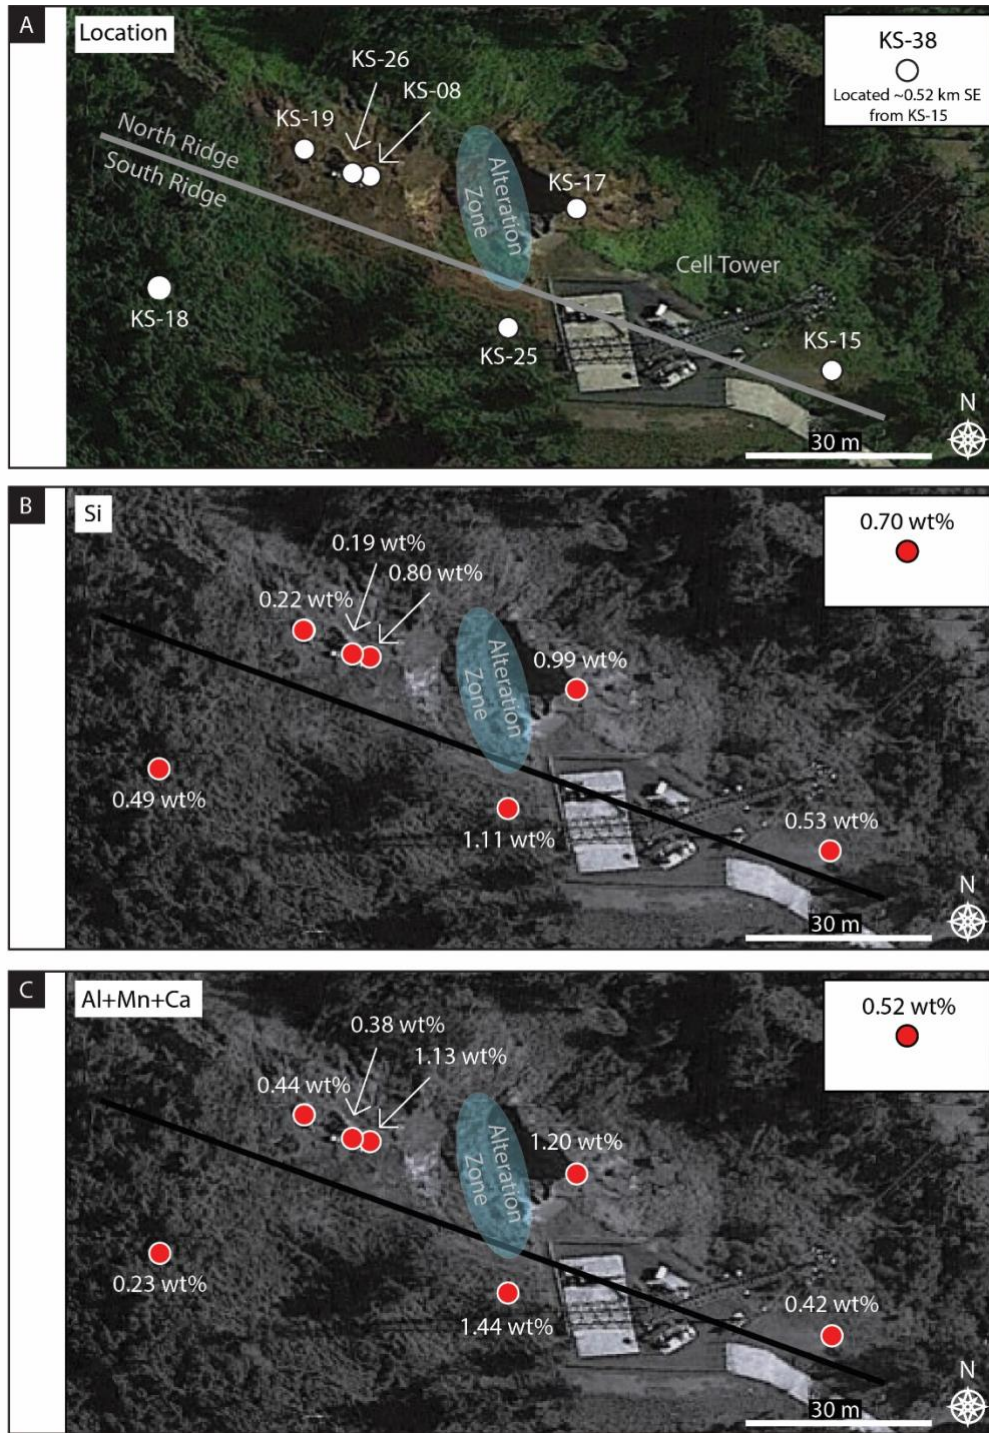 A
Location
KS-38
Located ~0.52 km SE
from KS-15
KS-26
KS-08
KS-19
North Ridge
South Ridge
Alteration
Zone
KS-17
Cell Tower
KS-18
KS-25
KS-15
N
30 m
B
Si
0.70 wt%
0.19 wt%
0.80 wt%
0.22 wt%
Alteration
Zone
0.99 wt%
0.49 wt%
1.11 wt%
0.53 wt%
N
30 m
C
Al+Mn+Ca
0.52 wt%
0.38 wt%
1.13 wt%
0.44 wt%
Alteration
Zone
1.20 wt%
0.23 wt%
1.44 wt%
0.42 wt%
N
30 m